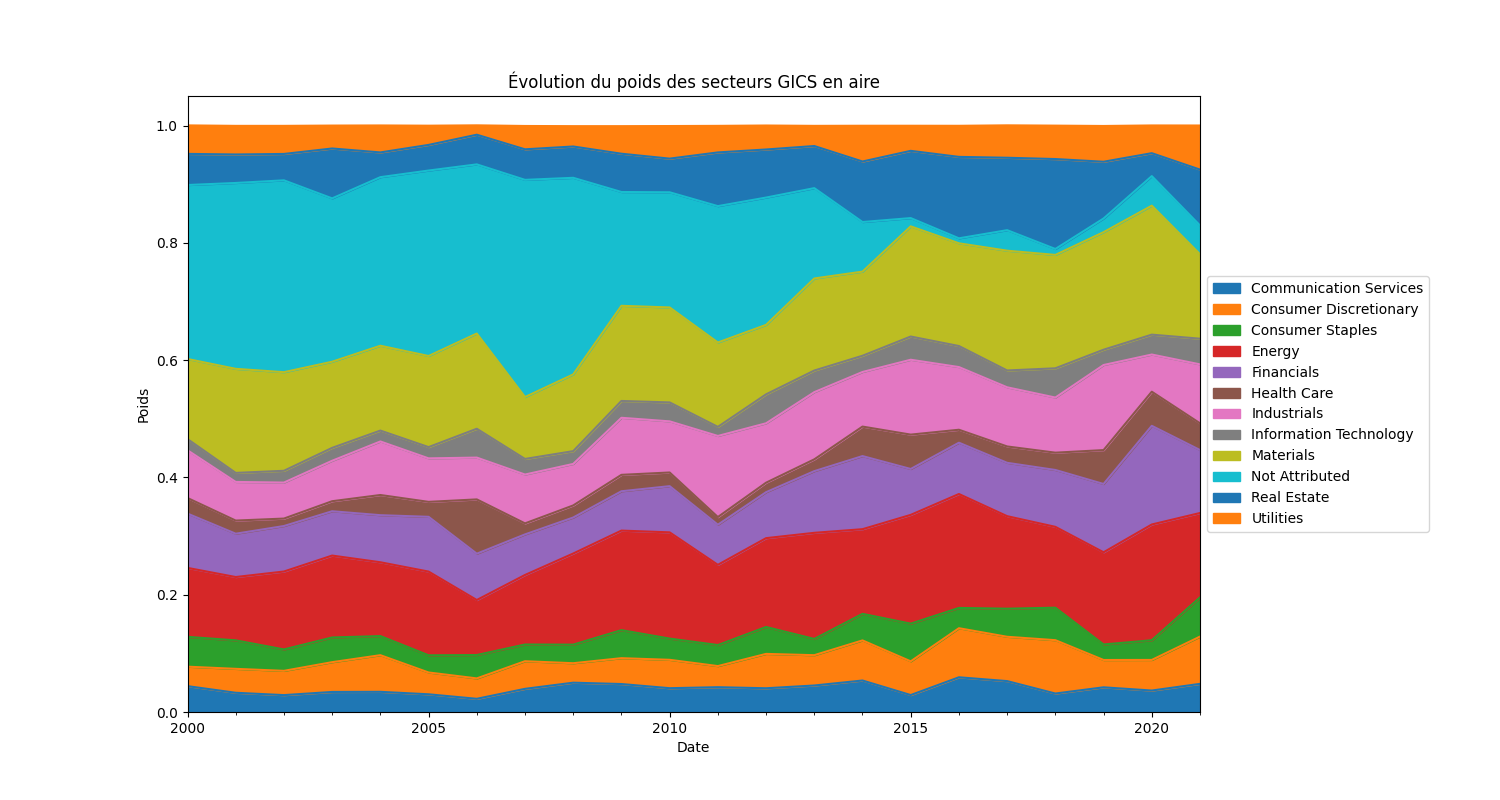 Évolution du poids des secteurs GICS en aire
1.0
0.8
0.6
0.4
0.2
0.0
Poids
2000
2005
2010
2015
2020
Date
Communication Services
Consumer Discretionary
Consumer Staples
Energy
Financials
Health Care
Industrials
Information Technology
Materials
Not Attributed
Real Estate
Utilities